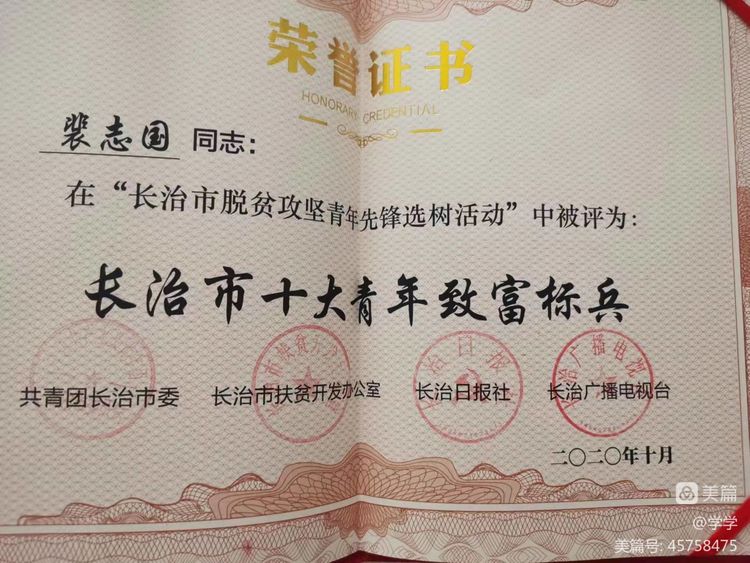 荣誉证书
HONORARY CREDENTIAL
裴志国 同志：
在“长治市脱贫攻坚青年先锋选树活动”中被评为：
长治市十大青年致富标兵
共青团长治市委 长治市扶贫开发办公室 长治日报社 长治广播电视台
二〇二〇年十月
美篇
@学学
美篇号: 45758475